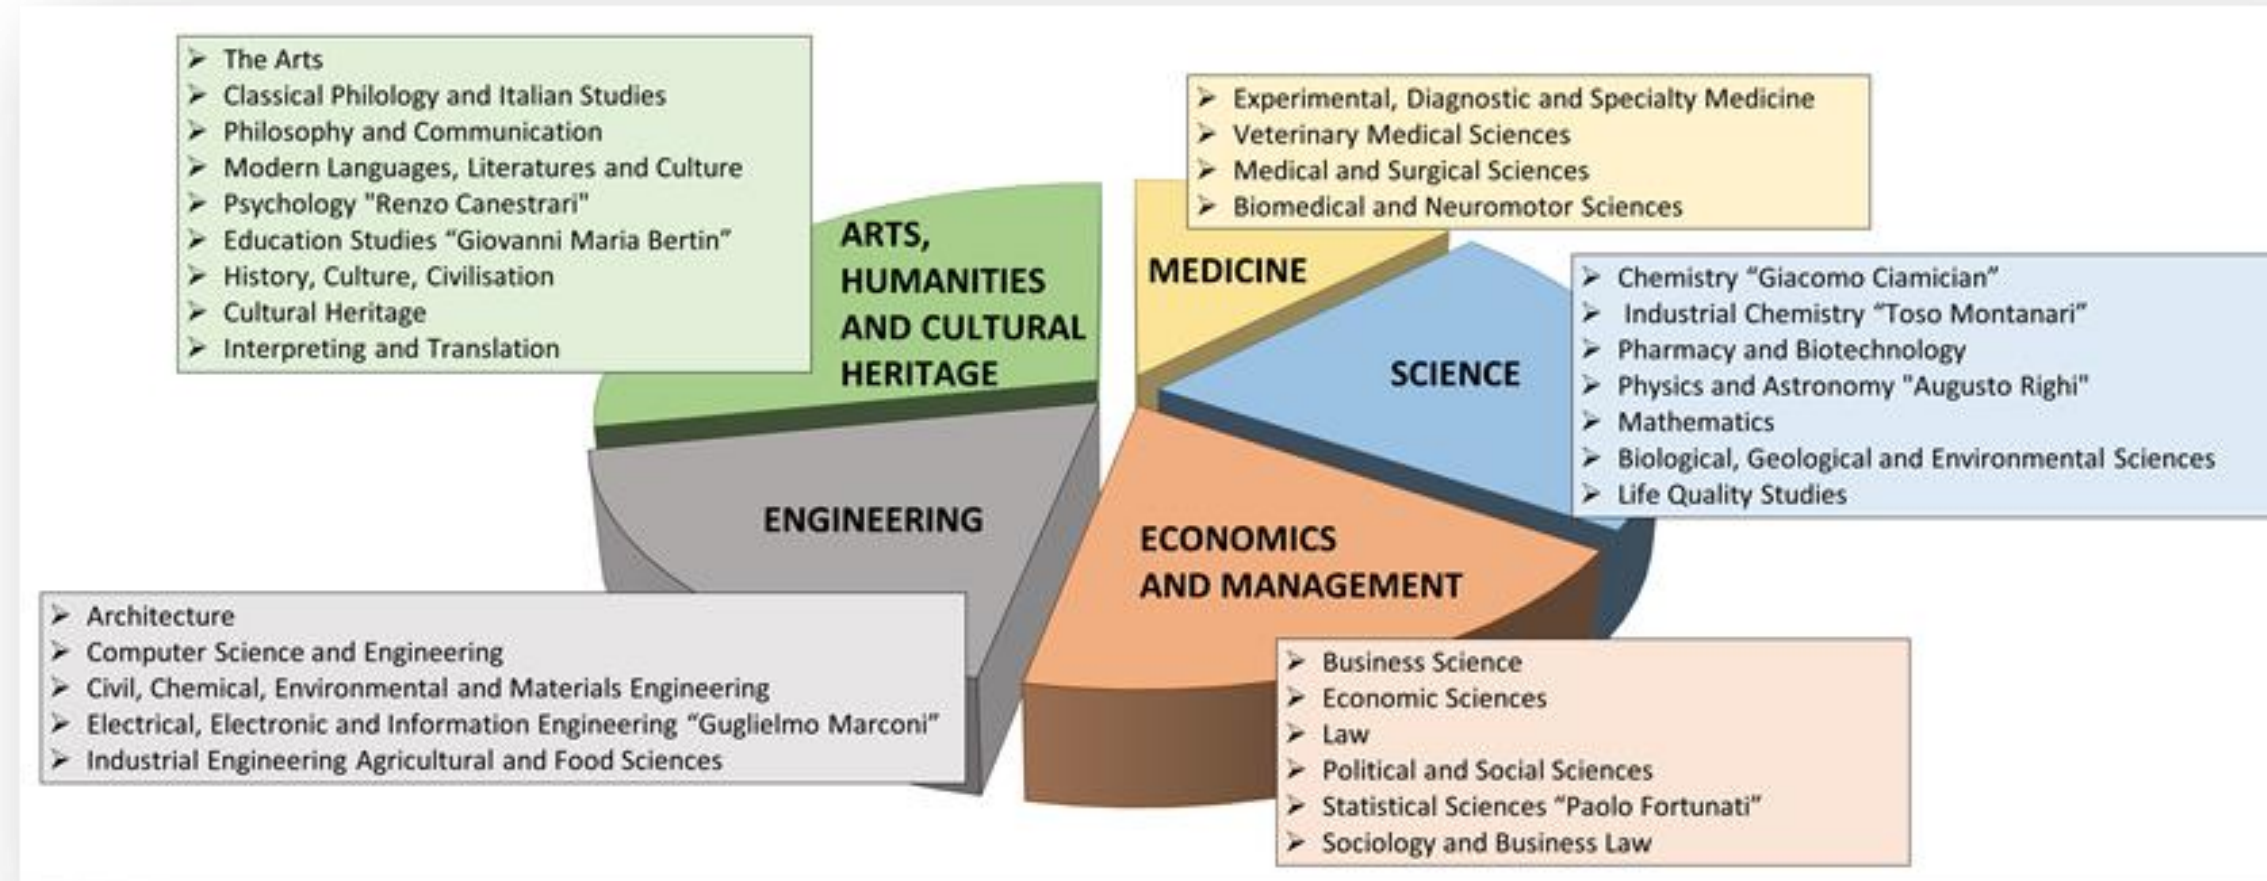 ➢ The Arts
➢ Classical Philology and Italian Studies
➢ Philosophy and Communication
➢ Modern Languages, Literatures and Culture
➢ Psychology "Renzo Canestrari"
➢ Education Studies “Giovanni Maria Bertin”
➢ History, Culture, Civilisation
➢ Cultural Heritage
➢ Interpreting and Translation
ARTS,
HUMANITIES
AND CULTURAL
HERITAGE
➢ Experimental, Diagnostic and Specialty Medicine
➢ Veterinary Medical Sciences
➢ Medical and Surgical Sciences
➢ Biomedical and Neuromotor Sciences
MEDICINE
SCIENCE
➢ Chemistry “Giacomo Ciamician”
➢ Industrial Chemistry “Toso Montanari”
➢ Pharmacy and Biotechnology
➢ Physics and Astronomy "Augusto Righi"
➢ Mathematics
➢ Biological, Geological and Environmental Sciences
➢ Life Quality Studies
ENGINEERING
➢ Architecture
➢ Computer Science and Engineering
➢ Civil, Chemical, Environmental and Materials Engineering
➢ Electrical, Electronic and Information Engineering “Guglielmo Marconi”
➢ Industrial Engineering Agricultural and Food Sciences
ECONOMICS
AND MANAGEMENT
➢ Business Science
➢ Economic Sciences
➢ Law
➢ Political and Social Sciences
➢ Statistical Sciences “Paolo Fortunati”
➢ Sociology and Business Law